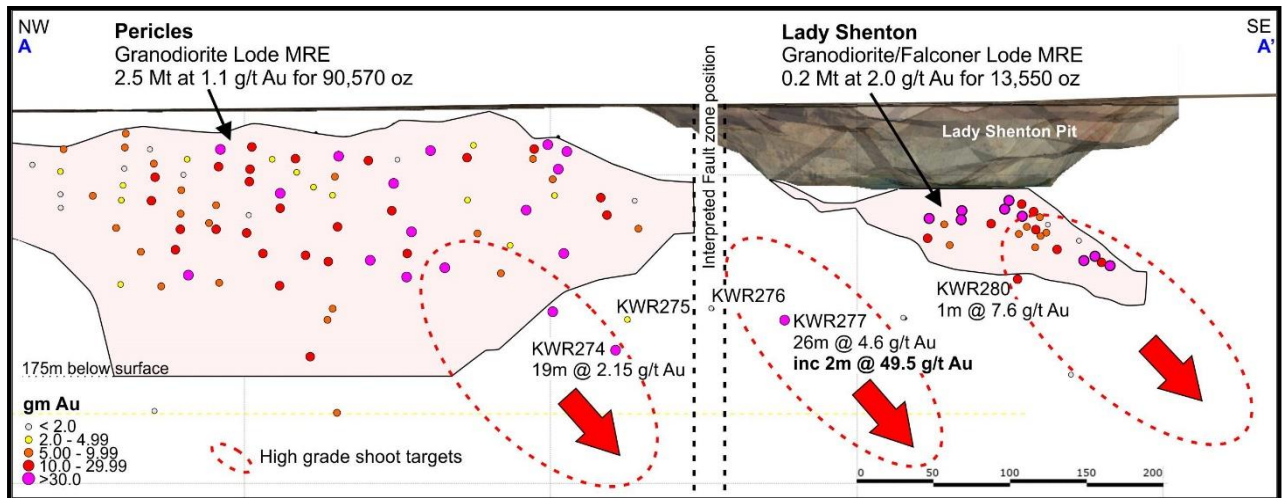 NW
A
Pericles
Granodiorite Lode MRE
2.5 Mt at 1.1 g/t Au for 90,570 oz
Interpreted Fault zone position
Lady Shenton
Granodiorite/Falconer Lode MRE
0.2 Mt at 2.0 g/t Au for 13,550 oz
SE
A'
Lady Shenton Pit
KWR275
KWR276
KWR274
19m @ 2.15 g/t Au
KWR277
26m @ 4.6 g/t Au
inc 2m @ 49.5 g/t Au
KWR280
1m @ 7.6 g/t Au
175m below surface
gm Au
< 2.0
2.0 - 4.99
5.00 - 9.99
10.0 - 29.99
>30.0
High grade shoot targets
0 50 100 150 200